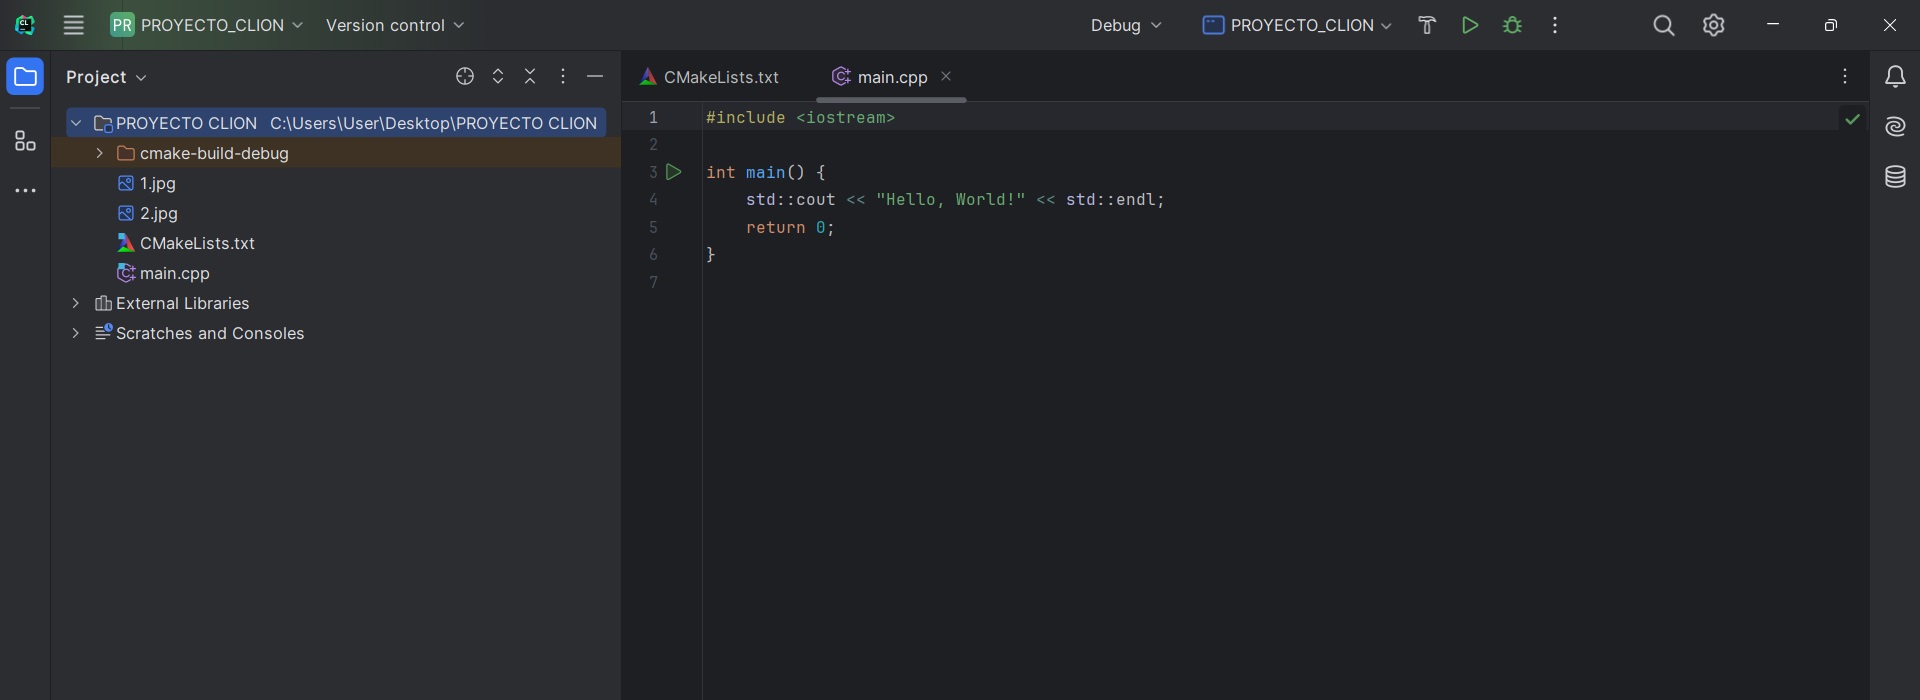 CL PR PROYECTO_CLION Version control Debug PROYECTO_CLION
Project
PROYECTO CLION C:\Users\User\Desktop\PROYECTO CLION
cmake-build-debug
1.jpg
2.jpg
CMakeLists.txt
main.cpp
External Libraries
Scratches and Consoles
CMakeLists.txt main.cpp
1 #include <iostream>
2
3 int main() {
4     std::cout << "Hello, World!" << std::endl;
5     return 0;
6 }
7